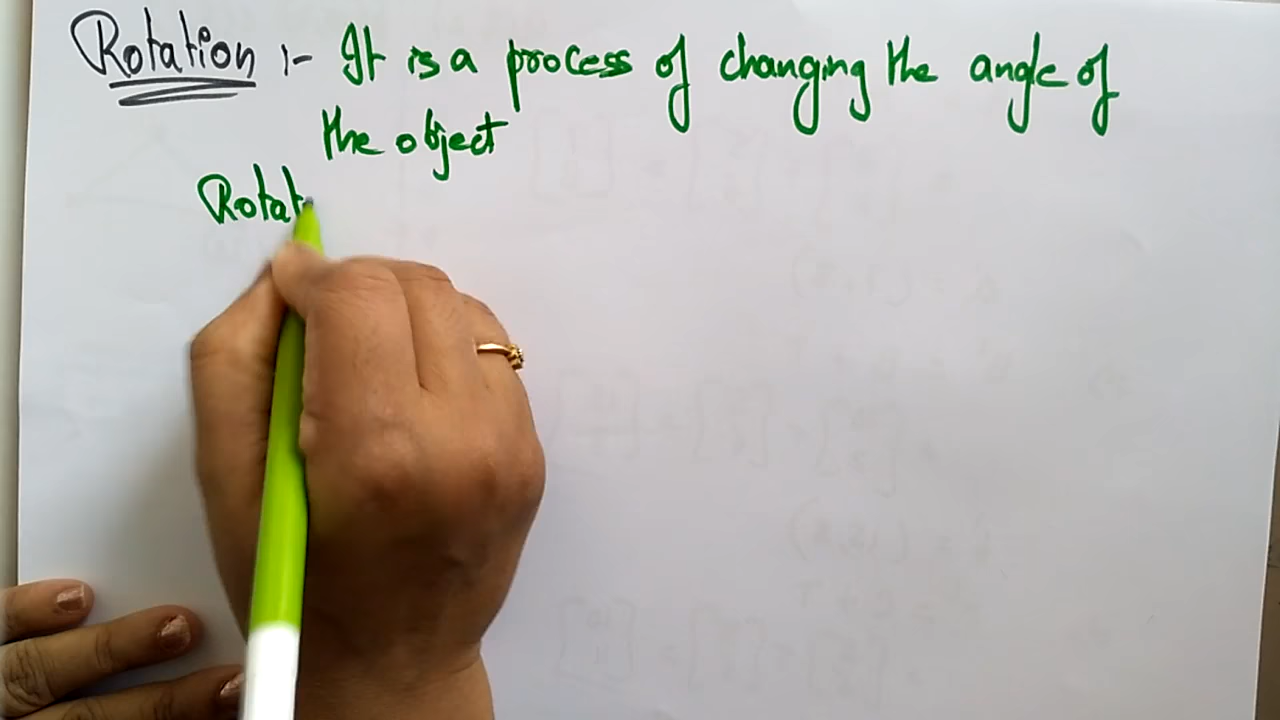 Rotation :- It is a process of changing the angle of
the object
Rotat